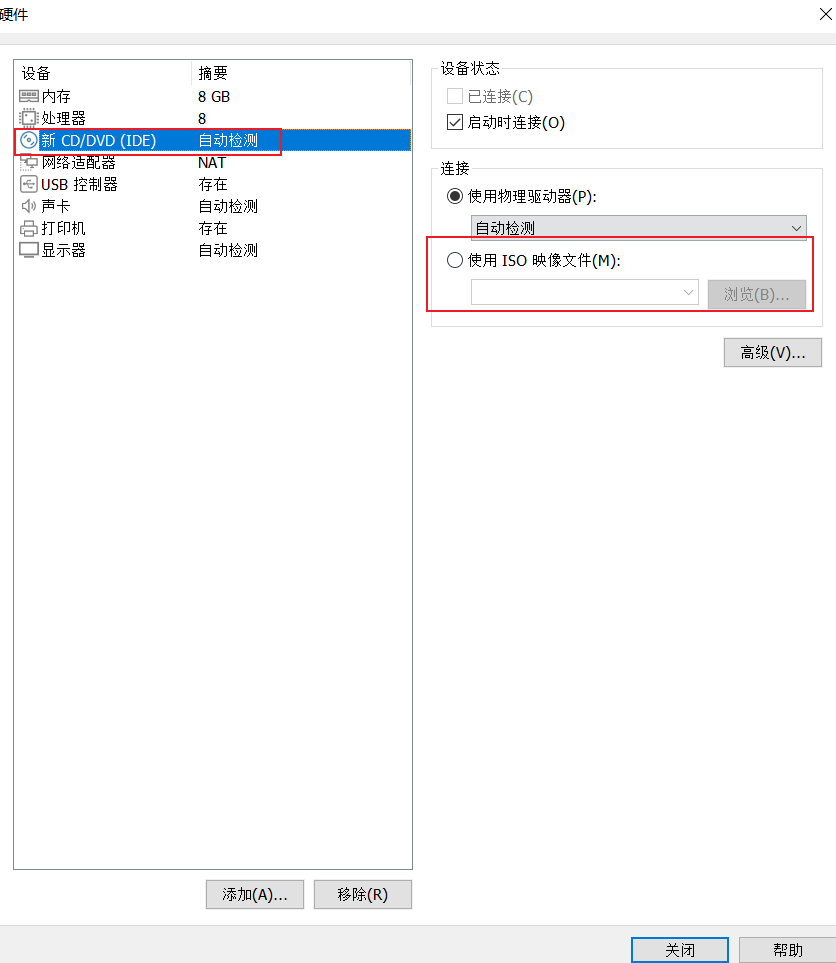 硬件
设备 摘要
内存 8 GB
处理器 8
新 CD/DVD (IDE) 自动检测
网络适配器 NAT
USB 控制器 存在
声卡 自动检测
打印机 存在
显示器 自动检测
添加(A)... 移除(R)
设备状态
已连接(C)
启动时连接(O)
连接
使用物理驱动器(P):
自动检测
使用 ISO 映像文件(M):
浏览(B)...
高级(V)...
关闭 帮助